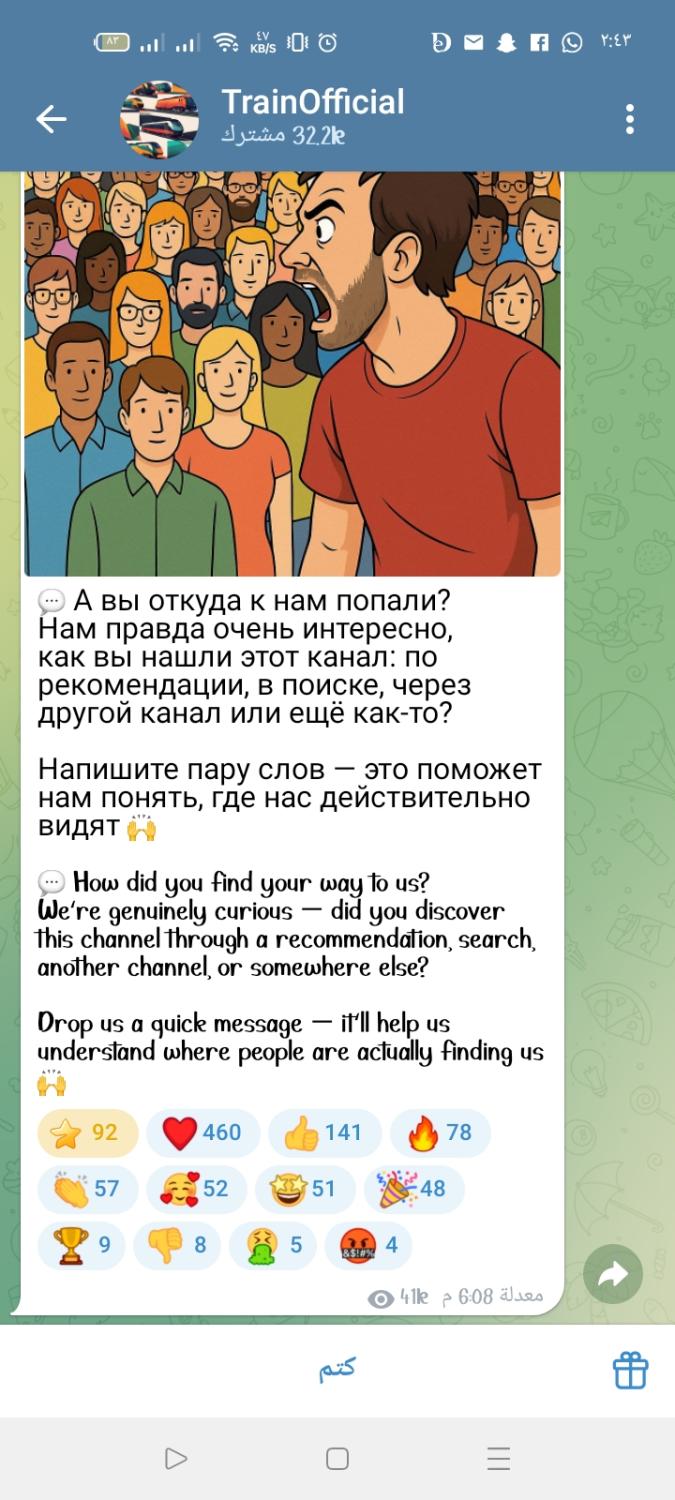 ٨٣
٤٧
KB/S
٢:٤٣
TrainOfficial
32.2k مشترك
💬 А вы откуда к нам попали?
Нам правда очень интересно,
как вы нашли этот канал: по
рекомендации, в поиске, через
другой канал или ещё как-то?
Напишите пару слов — это поможет
нам понять, где нас действительно
видят 🙌
💬 How did you find your way to us?
We're genuinely curious — did you discover
this channel through a recommendation, search,
another channel, or somewhere else?
Drop us a quick message — it'll help us
understand where people are actually finding us
🙌
⭐ 92 ❤️ 460 👍 141 🔥 78
👏 57 🥰 52 🤩 51 🎉 48
🏆 9 👎 8 🤮 5 🤬 4
41k معدلة 6:08 م
كتم